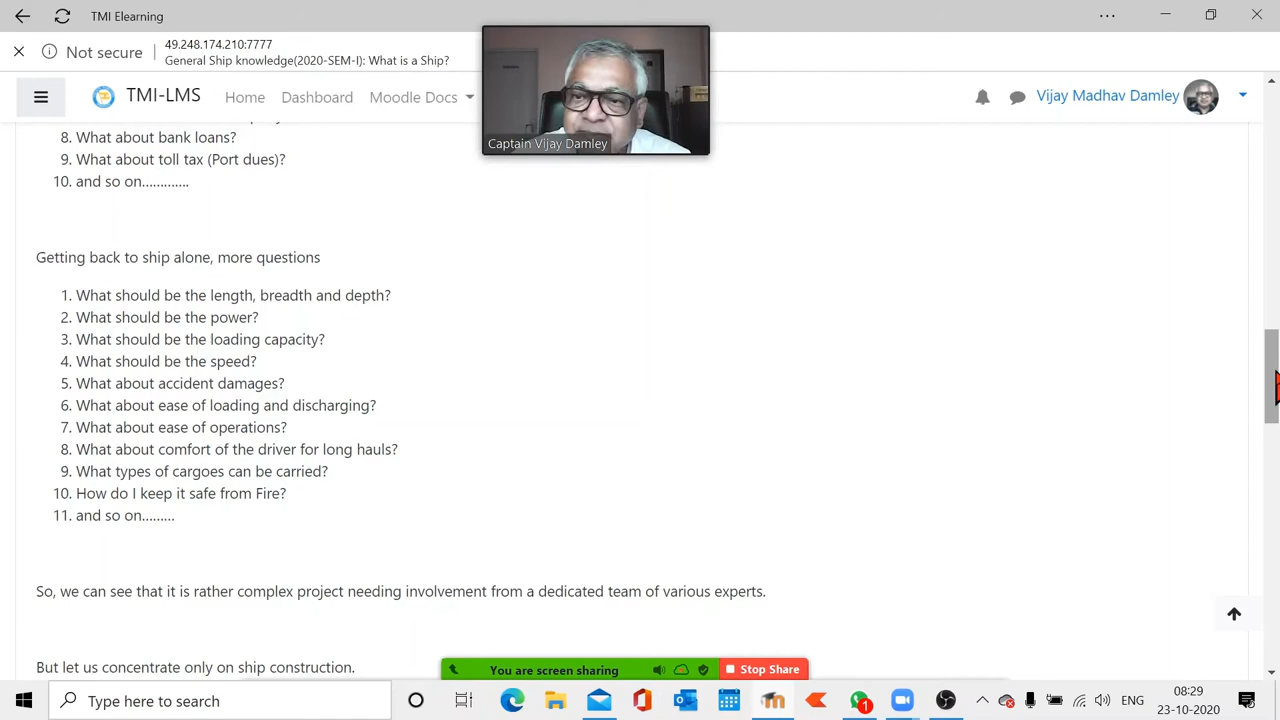 TMI Elearning
Not secure
49.248.174.210:7777
General Ship knowledge(2020-SEM-I): What is a Ship?
TMI-LMS
Home
Dashboard
Moodle Docs
Vijay Madhav Damley
Captain Vijay Damley
8. What about bank loans?
9. What about toll tax (Port dues)?
10. and so on.............
Getting back to ship alone, more questions
1. What should be the length, breadth and depth?
2. What should be the power?
3. What should be the loading capacity?
4. What should be the speed?
5. What about accident damages?
6. What about ease of loading and discharging?
7. What about ease of operations?
8. What about comfort of the driver for long hauls?
9. What types of cargoes can be carried?
10. How do I keep it safe from Fire?
11. and so on.........
So, we can see that it is rather complex project needing involvement from a dedicated team of various experts.
But let us concentrate only on ship construction.
You are screen sharing
Stop Share
Type here to search
1
ENG
08:29
23-10-2020